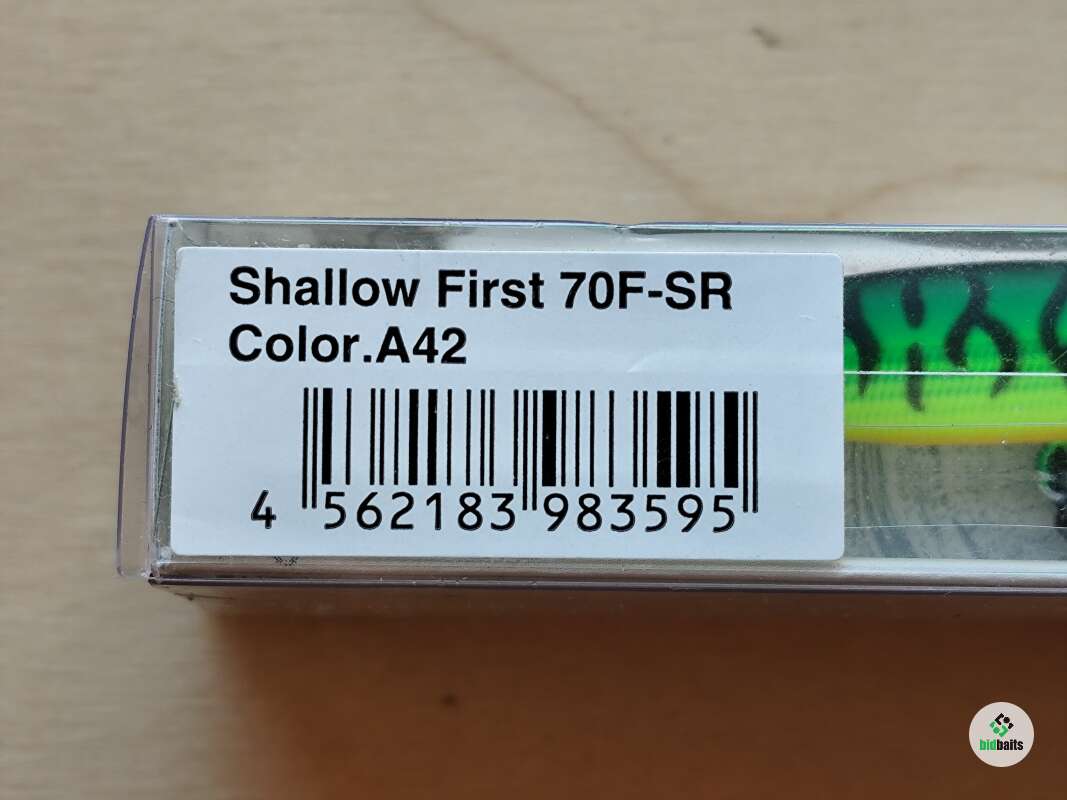 Shallow First 70F-SR
Color.A42
4 562183 983595
bidbaits